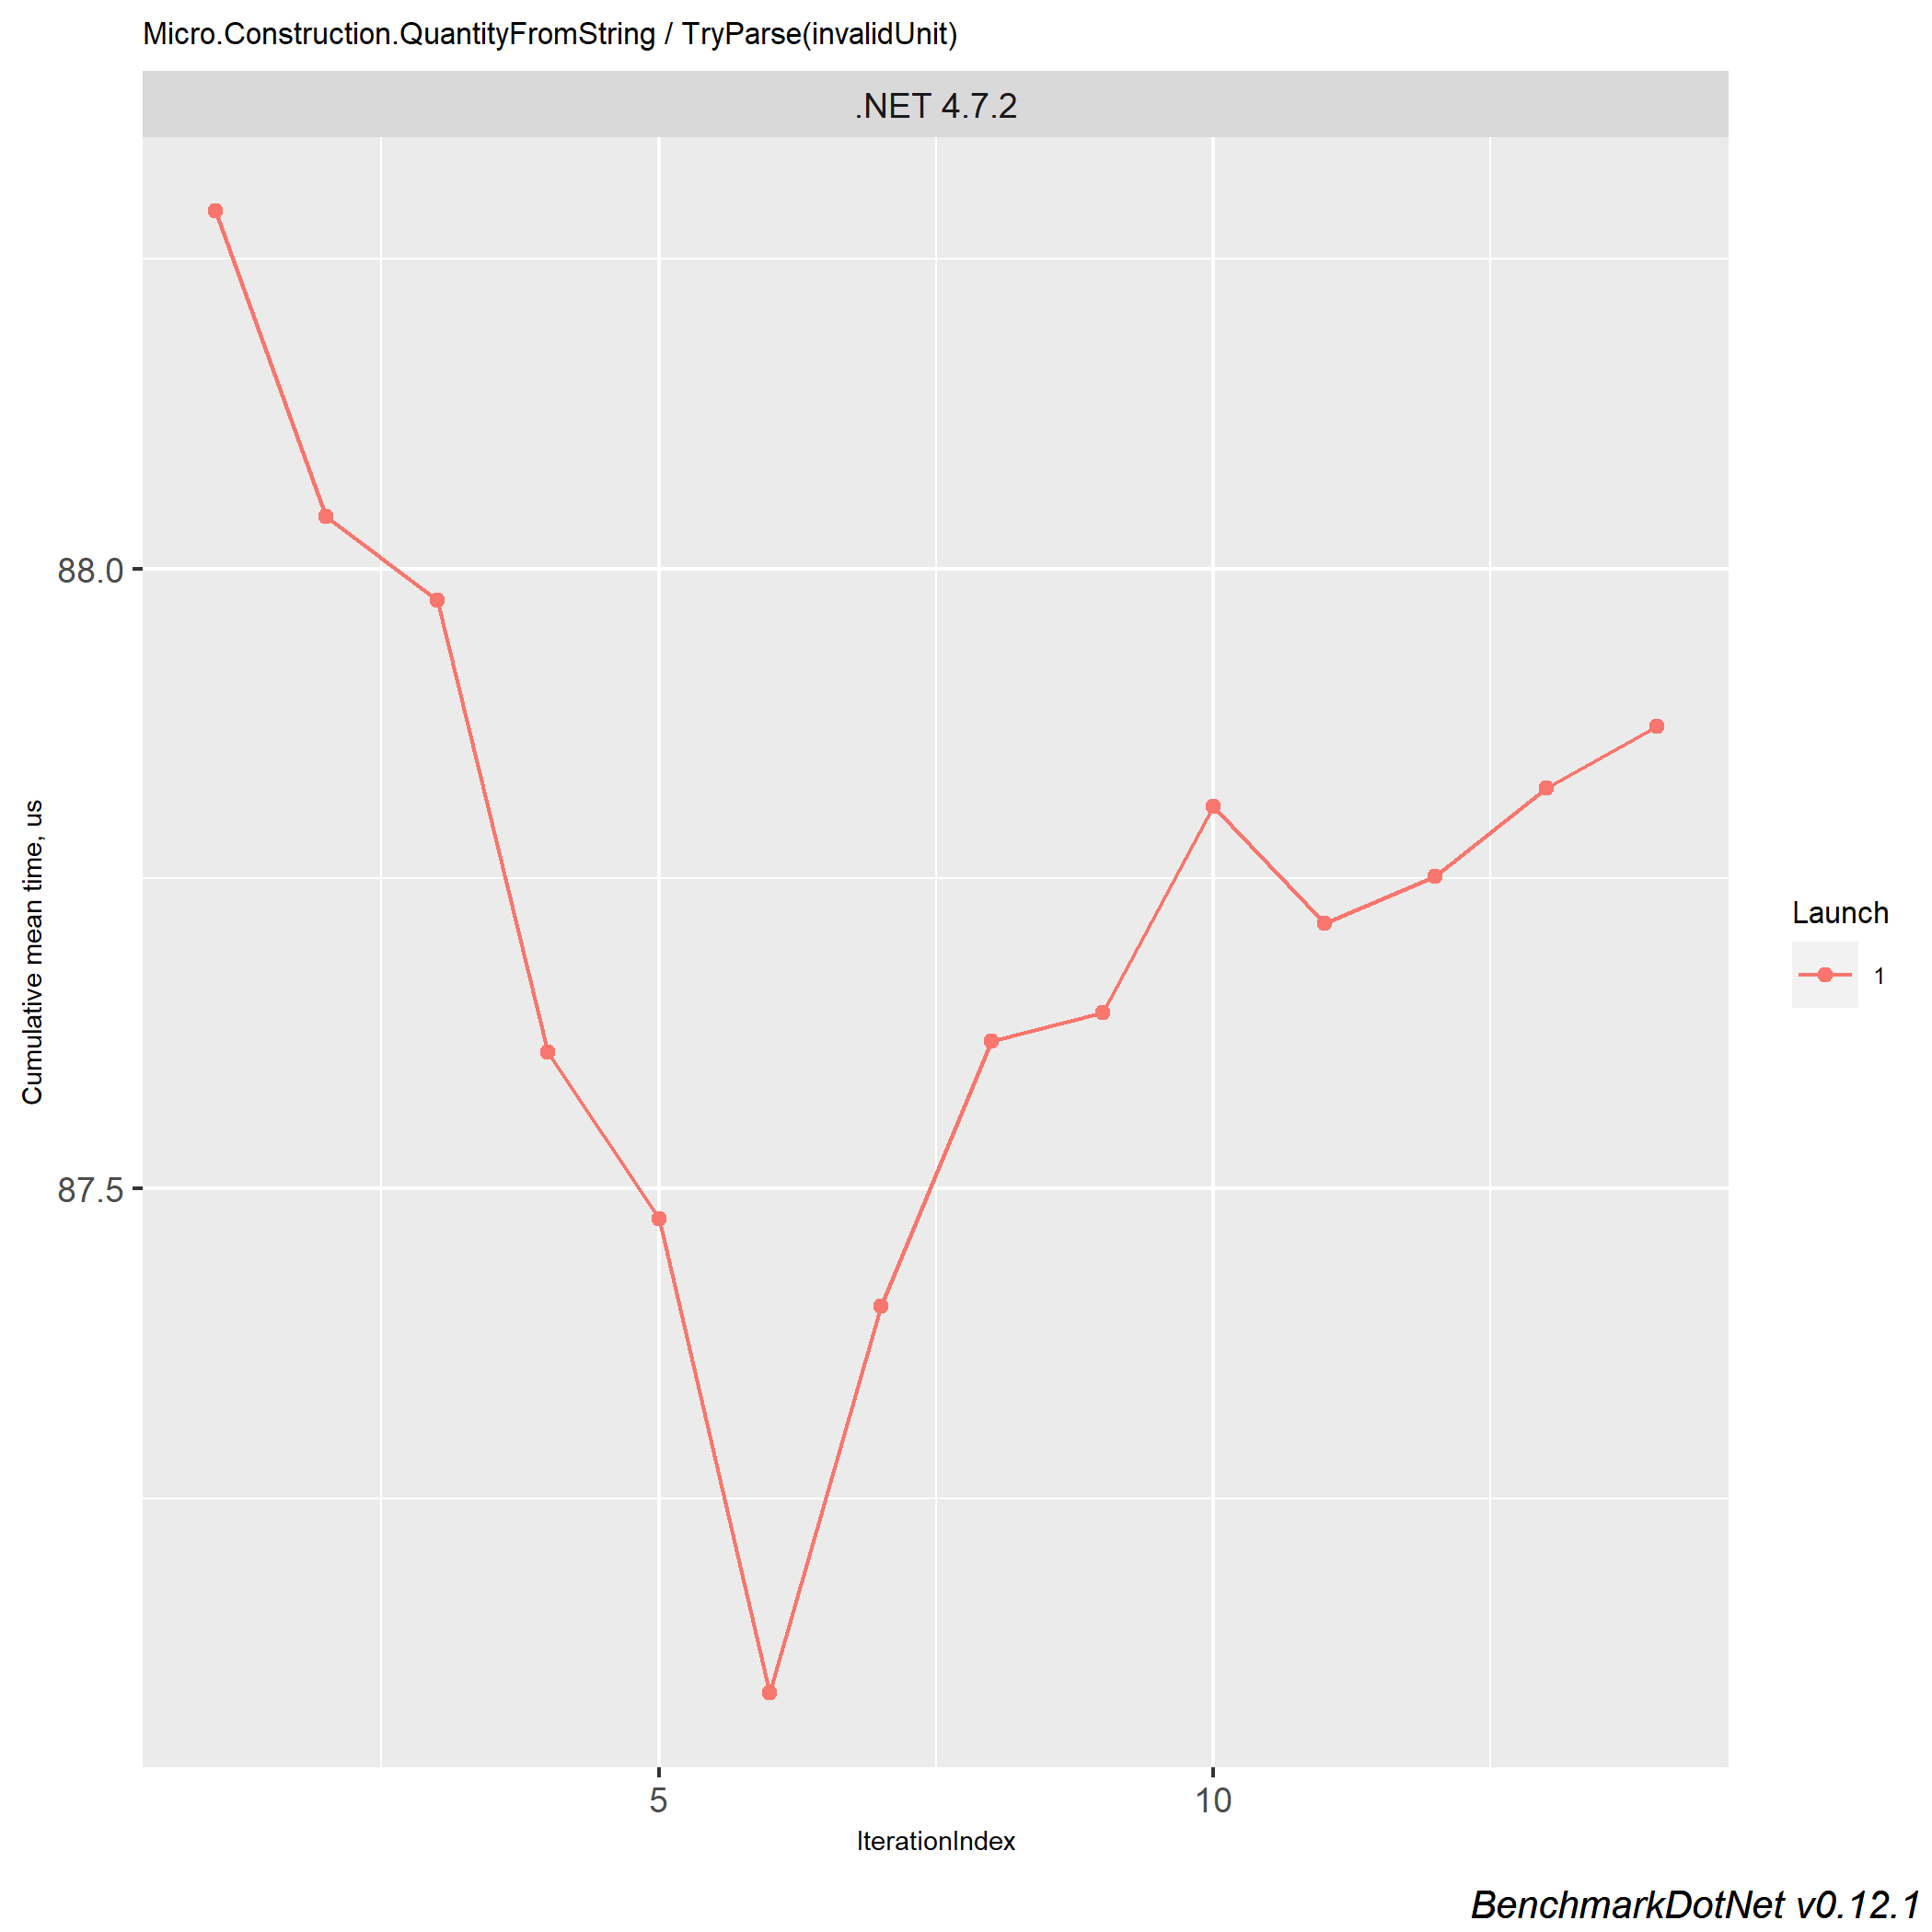 Micro.Construction.QuantityFromString / TryParse(invalidUnit)
.NET 4.7.2
88.0
87.5
Cumulative mean time, us
5
10
IterationIndex
Launch
1
BenchmarkDotNet v0.12.1